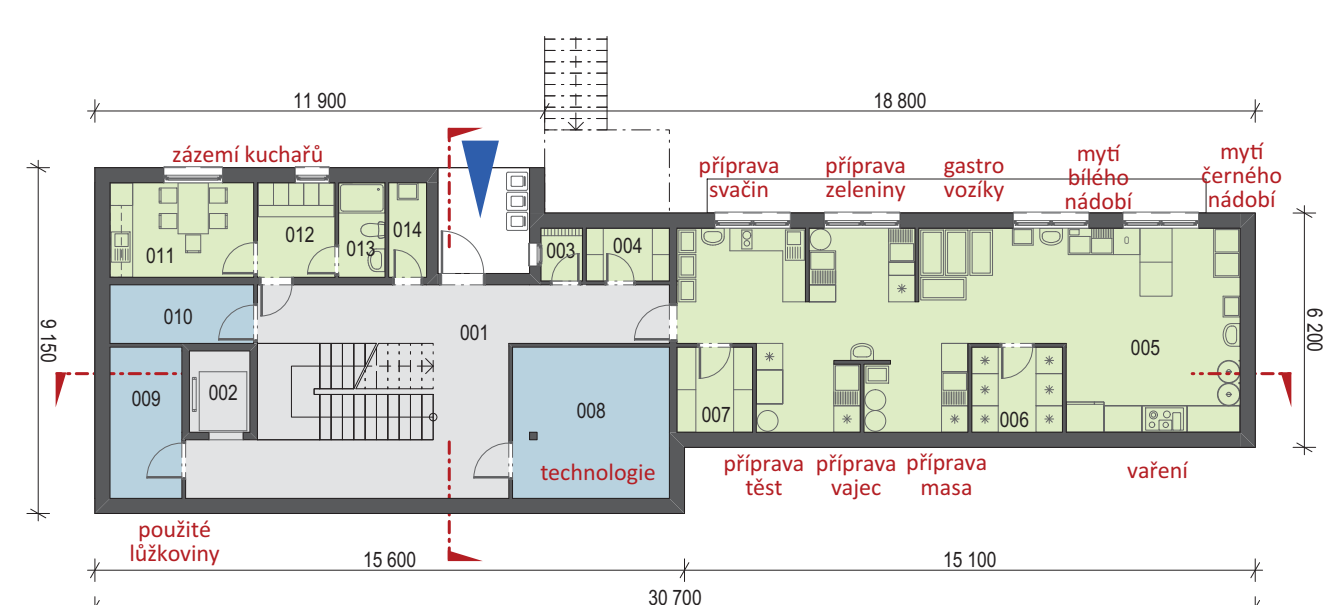 11 900
18 800
zázemí kuchařů
příprava
svačin
příprava
zeleniny
gastro
vozíky
mytí
bílého
nádobí
mytí
černého
nádobí
011
012
013
014
003
004
010
001
005
9 150
6 200
009
002
008
007
006
technologie
příprava
těst
příprava
vajec
příprava
masa
vaření
použité
lůžkoviny
15 600
15 100
30 700